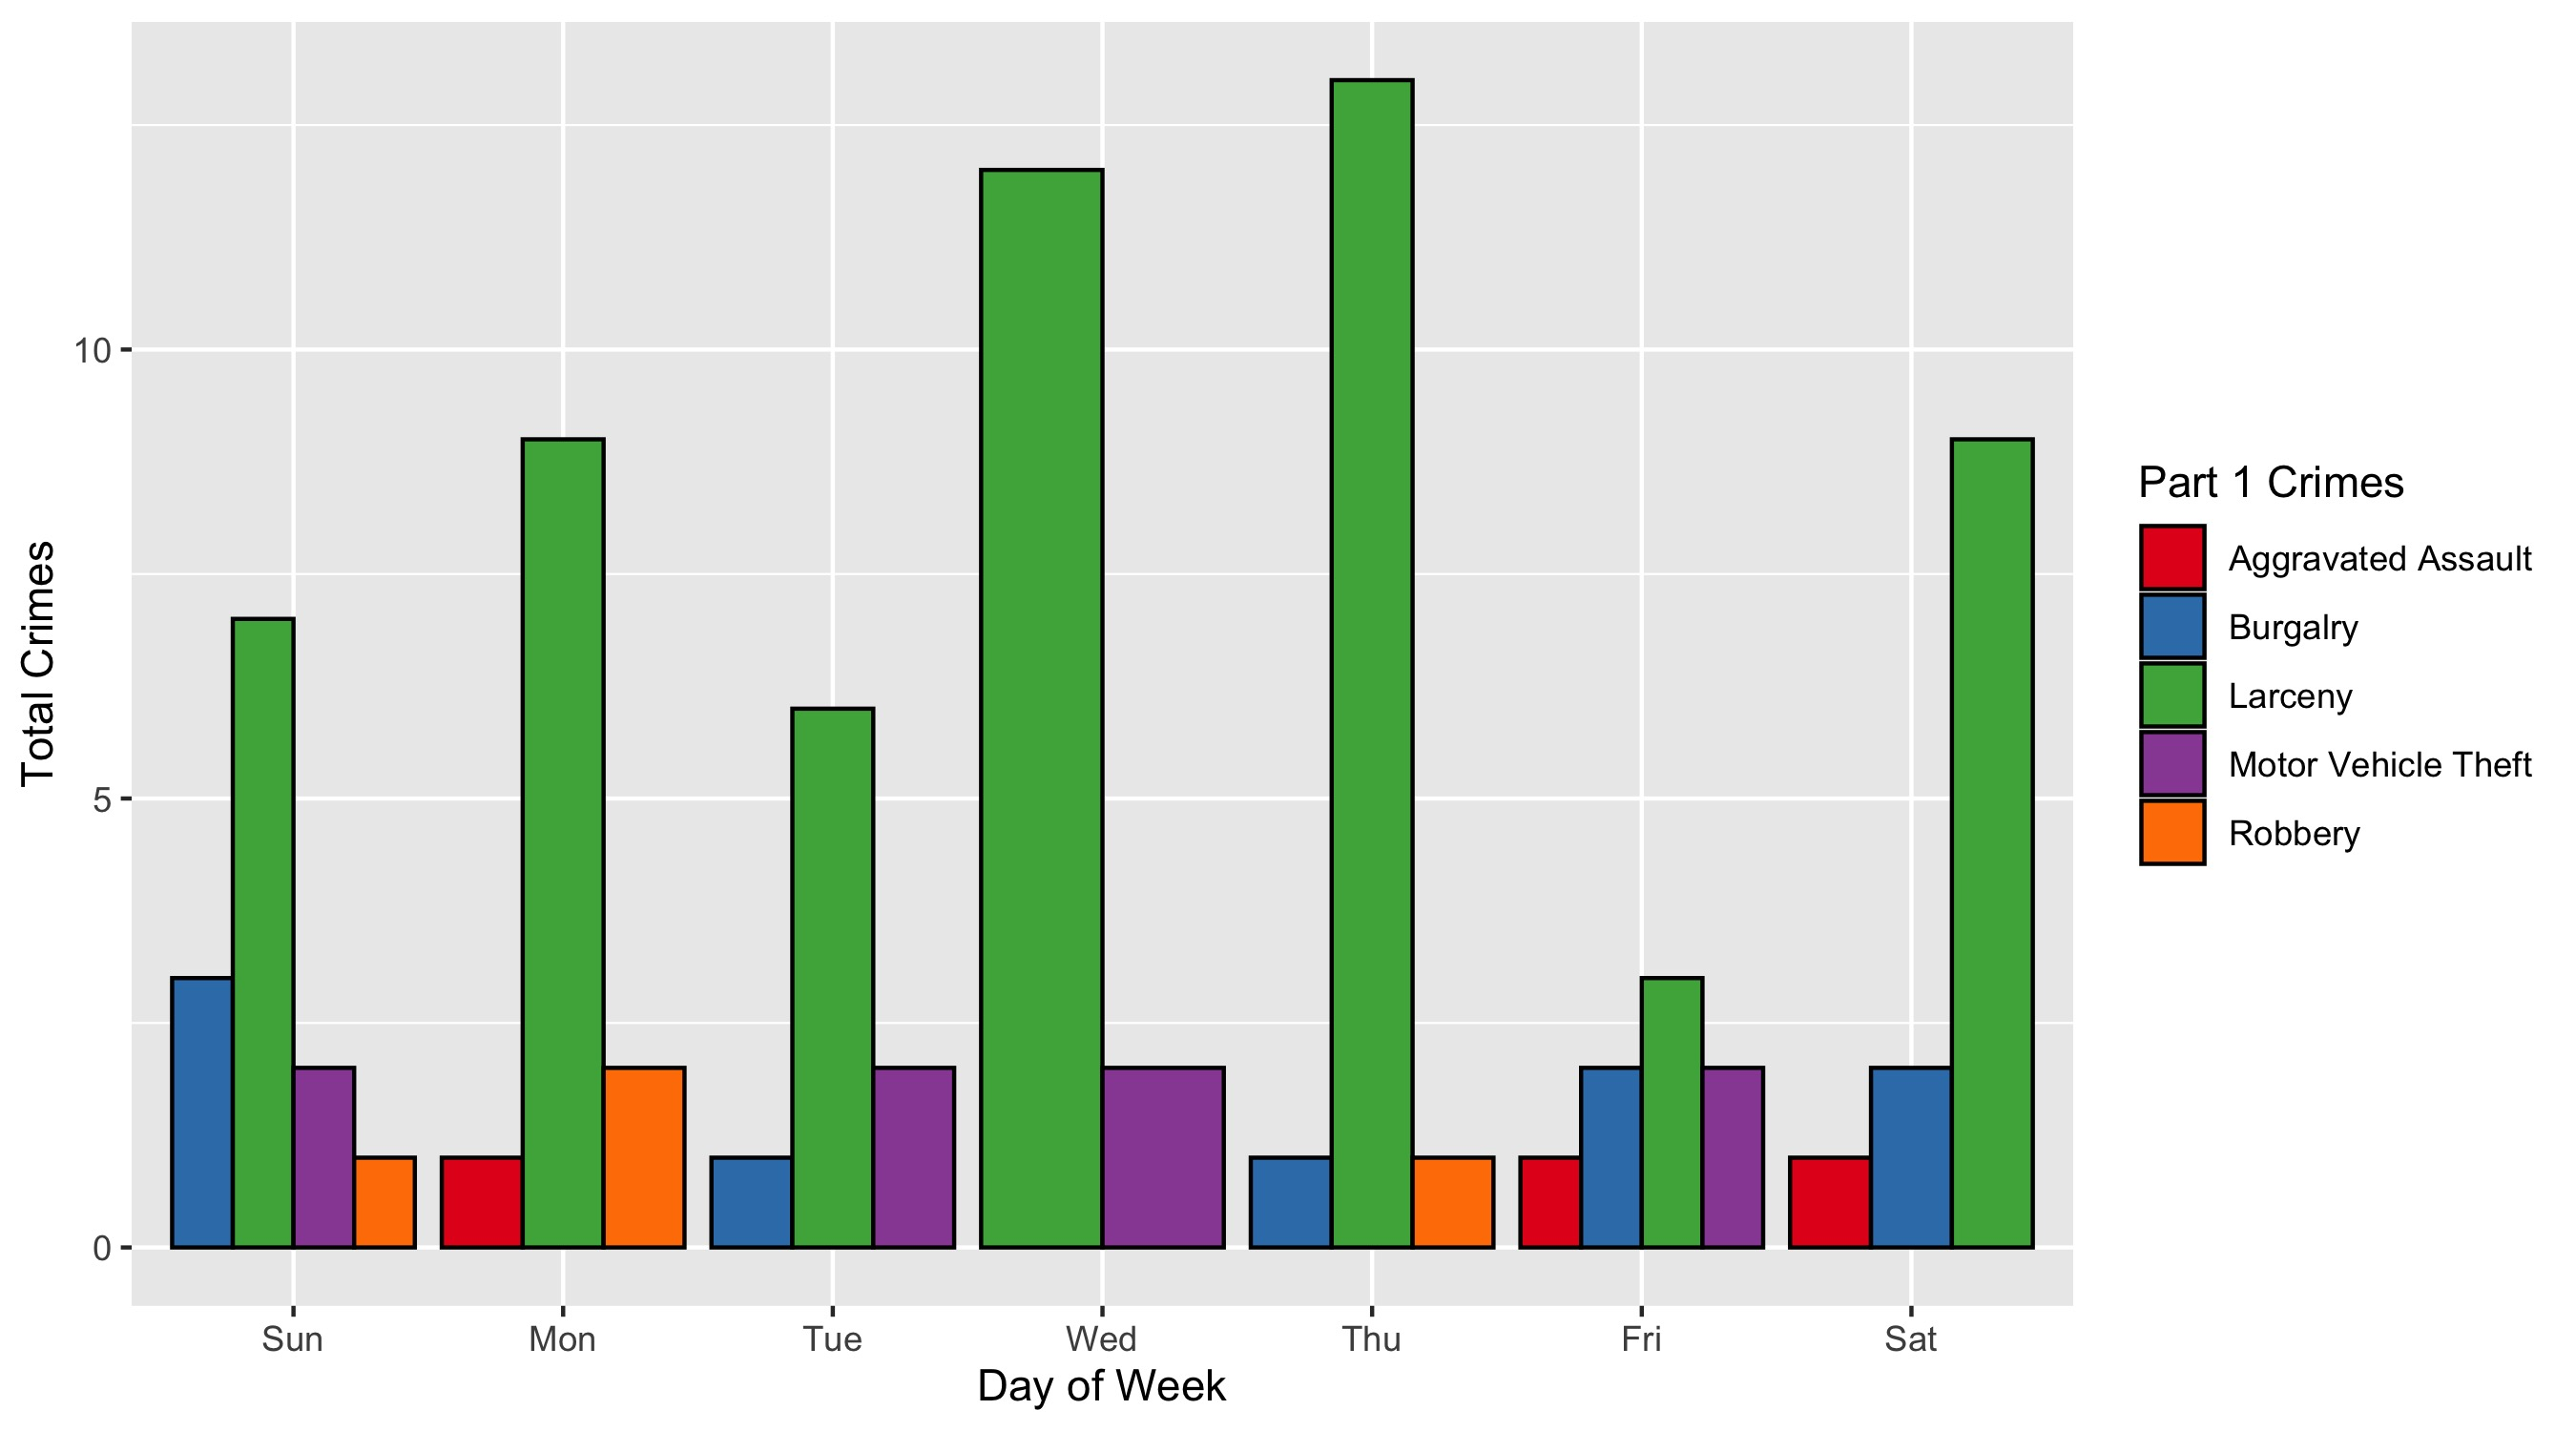 Total Crimes
10
5
0
Sun Mon Tue Wed Thu Fri Sat
Day of Week
Part 1 Crimes
Aggravated Assault
Burgalry
Larceny
Motor Vehicle Theft
Robbery